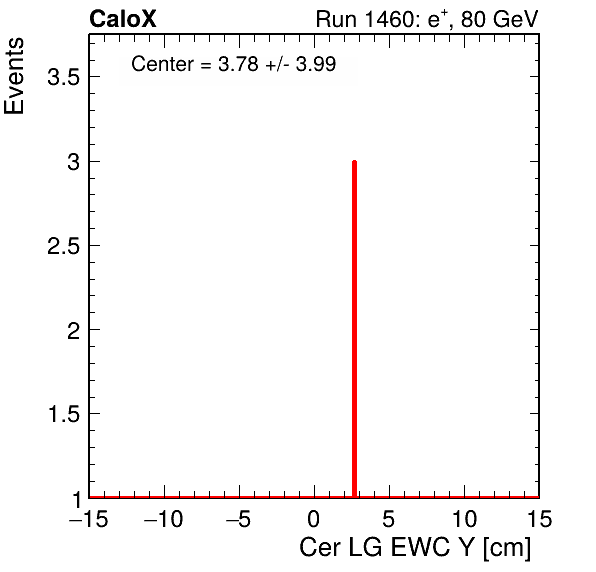 CaloX Run 1460: e⁺, 80 GeV
Center = 3.78 +/- 3.99
Events
3.5
3
2.5
2
1.5
1
−15 −10 −5 0 5 10 15
Cer LG EWC Y [cm]